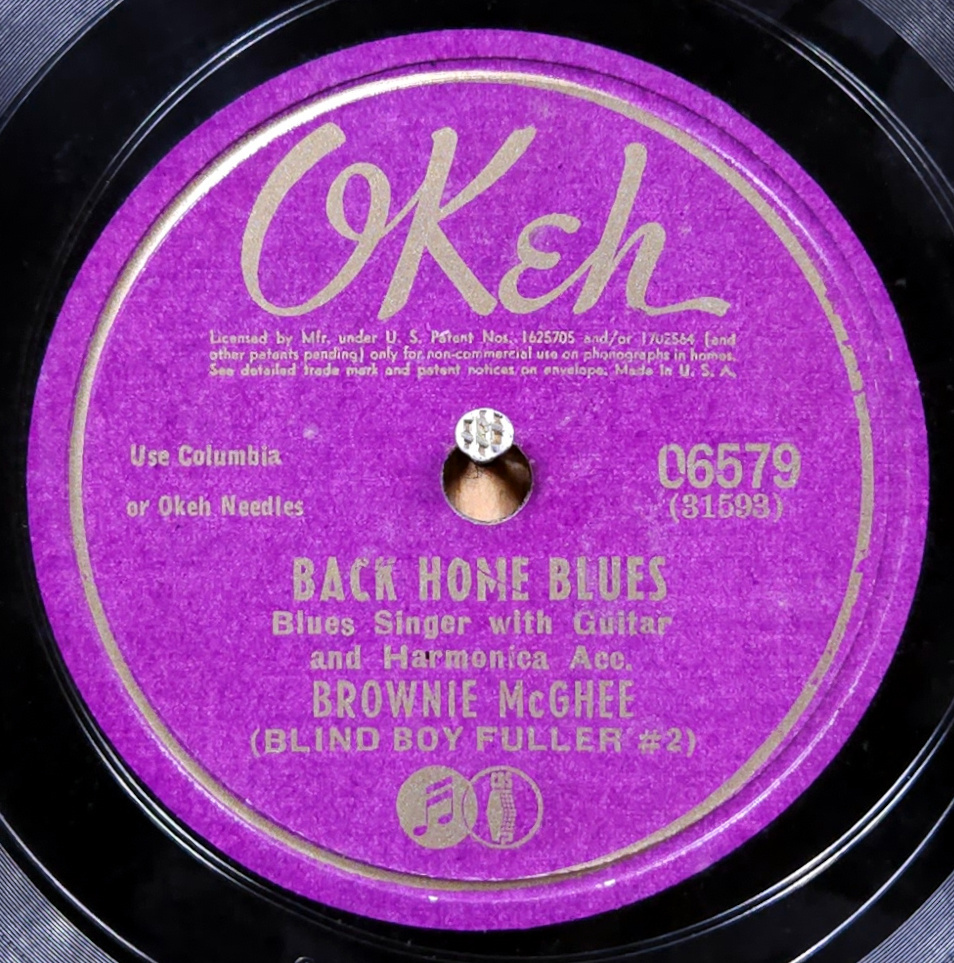 OKeh
Licensed by Mfr. under U. S. Patent Nos. 1625705 and/or 1702564 (and
other patents pending) only for non-commercial use on phonographs in homes.
See detailed trade mark and patent notices on envelope. Made in U. S. A.
Use Columbia
or Okeh Needles
06579
(31593)
BACK HOME BLUES
Blues Singer with Guitar
and Harmonica Acc.
BROWNIE McGHEE
(BLIND BOY FULLER #2)
CBS